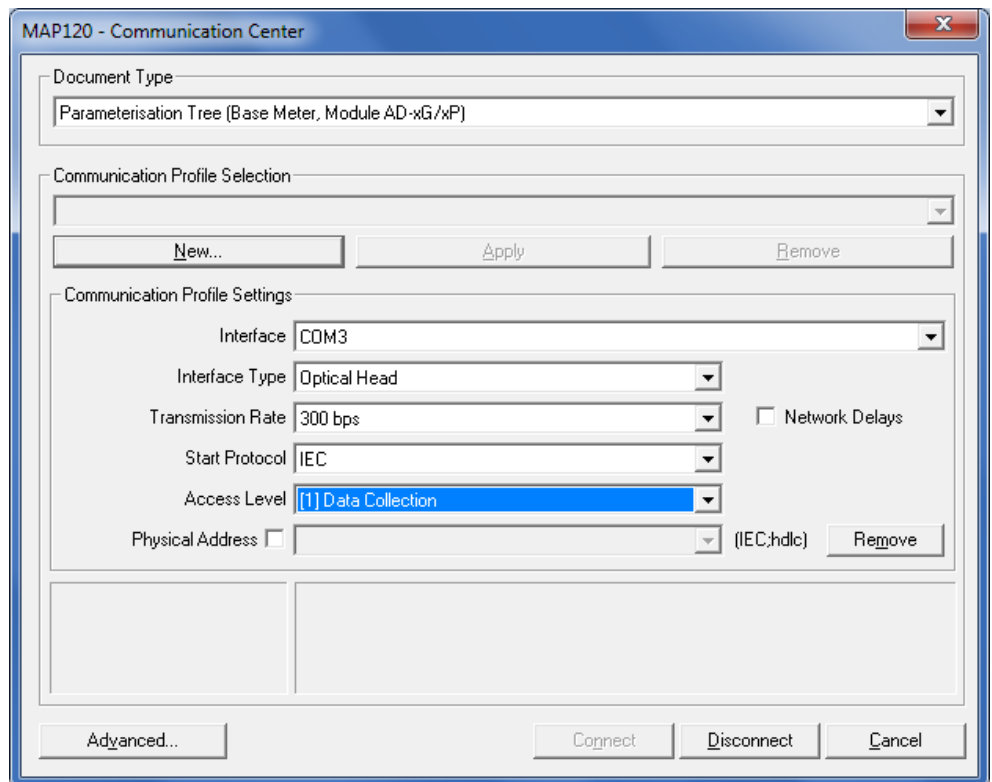 MAP120 - Communication Center
Document Type
Parameterisation Tree (Base Meter, Module AD-xG/xP)
Communication Profile Selection
New... Apply Remove
Communication Profile Settings
Interface COM3
Interface Type Optical Head
Transmission Rate 300 bps Network Delays
Start Protocol IEC
Access Level [1] Data Collection
Physical Address (IEC;hdlc) Remove
Advanced... Connect Disconnect Cancel